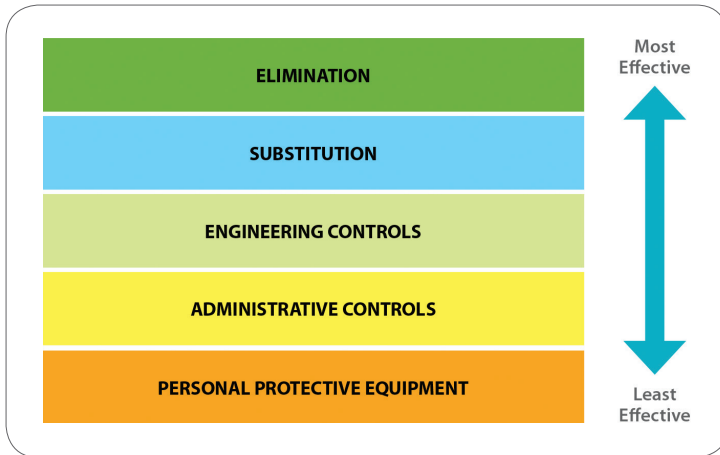 ELIMINATION
SUBSTITUTION
ENGINEERING CONTROLS
ADMINISTRATIVE CONTROLS
PERSONAL PROTECTIVE EQUIPMENT
Most
Effective
Least
Effective